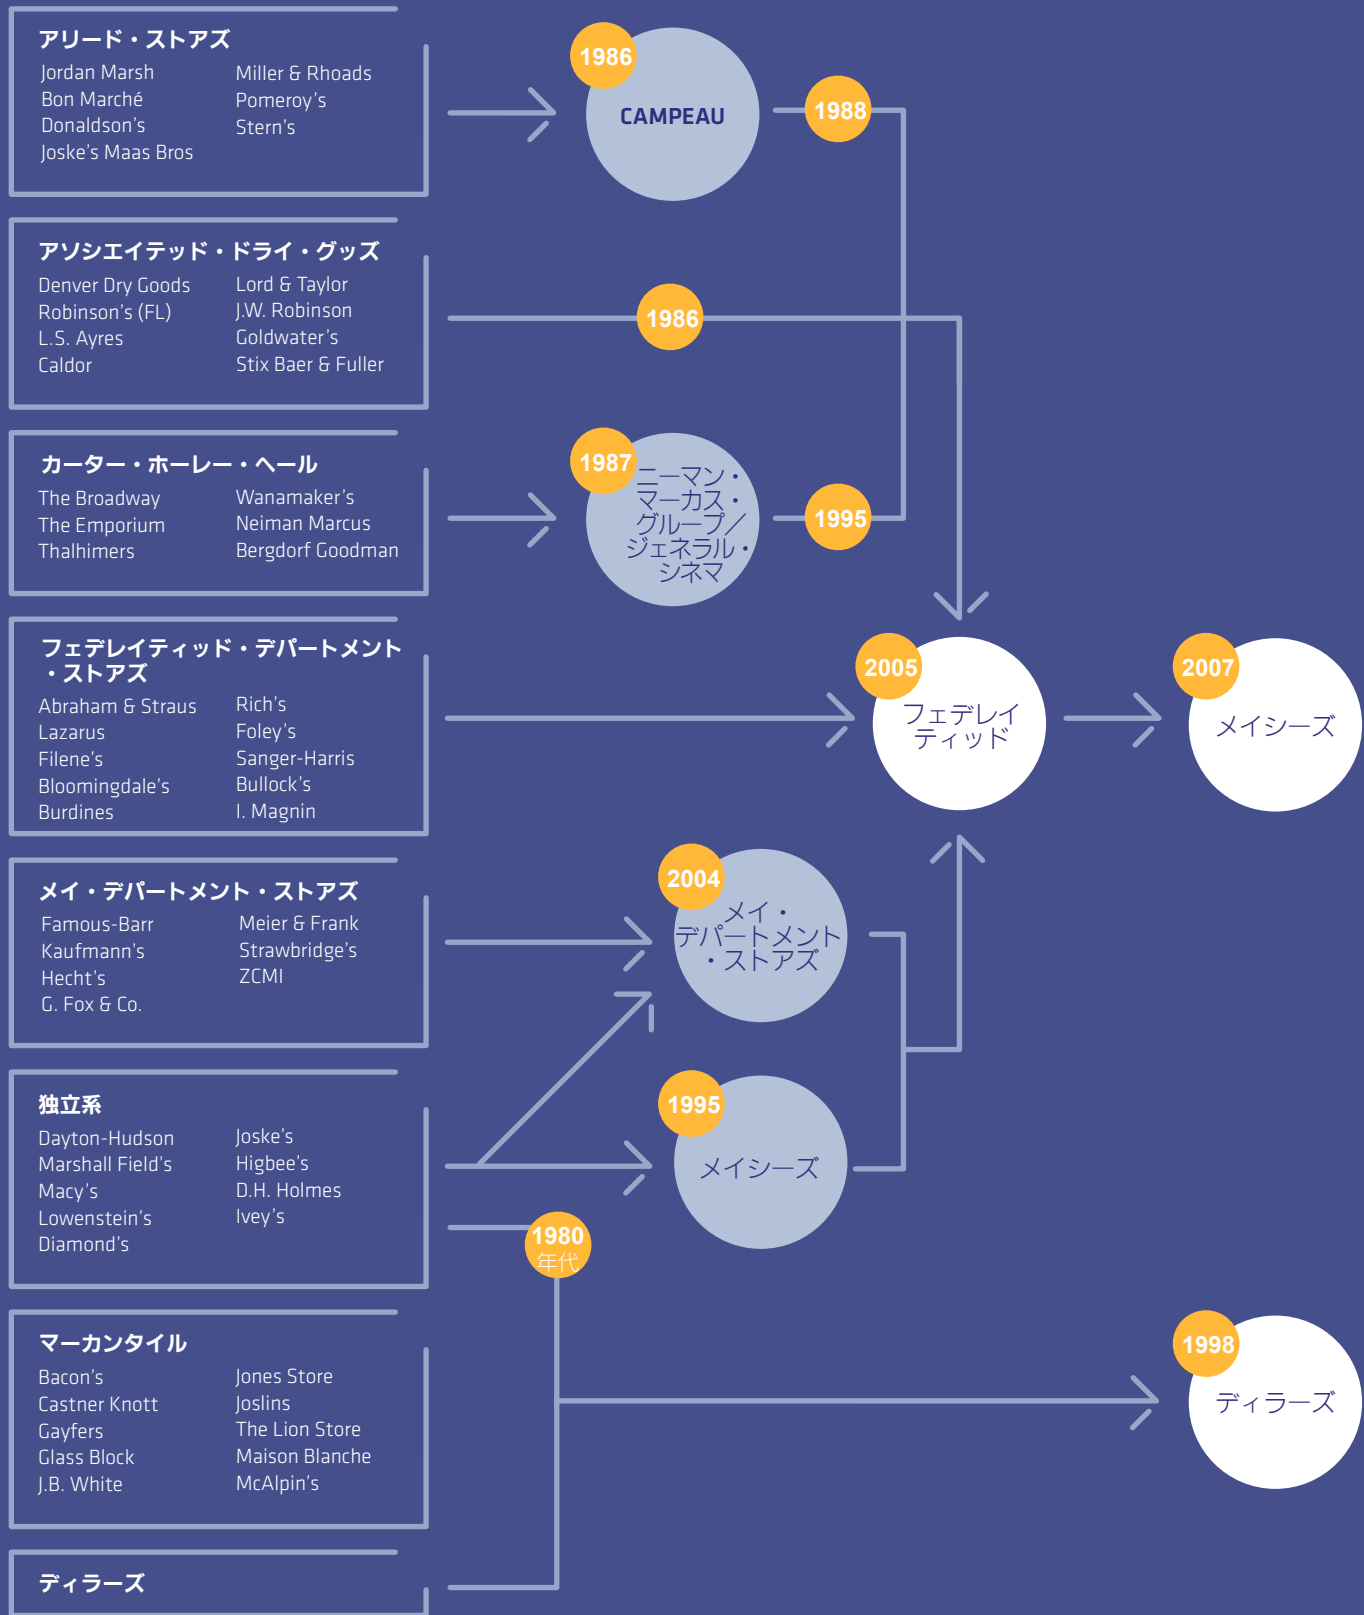 アリード・ストアズ
Jordan Marsh
Bon Marché
Donaldson's
Joske's Maas Bros
Miller & Rhoads
Pomeroy's
Stern's
1986
CAMPEAU
1988
アソシエイテッド・ドライ・グッズ
Denver Dry Goods
Robinson's (FL)
L.S. Ayres
Caldor
Lord & Taylor
J.W. Robinson
Goldwater's
Stix Baer & Fuller
1986
カーター・ホーレー・ヘール
The Broadway
The Emporium
Thalhimers
Wanamaker's
Neiman Marcus
Bergdorf Goodman
1987
ニーマン・
マーカス・
グループ／
ジェネラル・
シネマ
1995
フェデレイティッド・デパートメント
・ストアズ
Abraham & Straus
Lazarus
Filene's
Bloomingdale's
Burdines
Rich's
Foley's
Sanger-Harris
Bullock's
I. Magnin
2005
フェデレイ
ティッド
2007
メイシーズ
メイ・デパートメント・ストアズ
Famous-Barr
Kaufmann's
Hecht's
G. Fox & Co.
Meier & Frank
Strawbridge's
ZCMI
2004
メイ・
デパートメント
・ストアズ
独立系
Dayton-Hudson
Marshall Field's
Macy's
Lowenstein's
Diamond's
Joske's
Higbee's
D.H. Holmes
Ivey's
1995
メイシーズ
1980
年代
マーカンタイル
Bacon's
Castner Knott
Gayfers
Glass Block
J.B. White
Jones Store
Joslins
The Lion Store
Maison Blanche
McAlpin's
1998
ディラーズ
ディラーズ